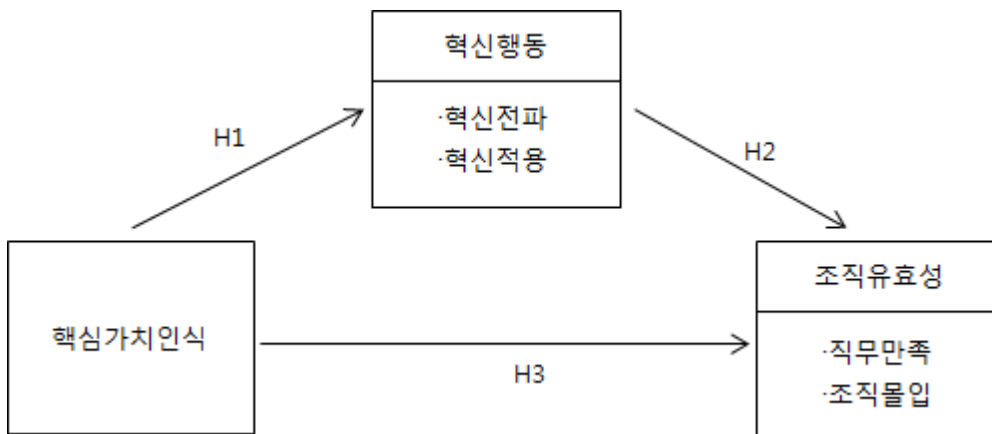 혁신행동
·혁신전파
·혁신적용
H1
H2
핵심가치인식
H3
조직유효성
·직무만족
·조직몰입